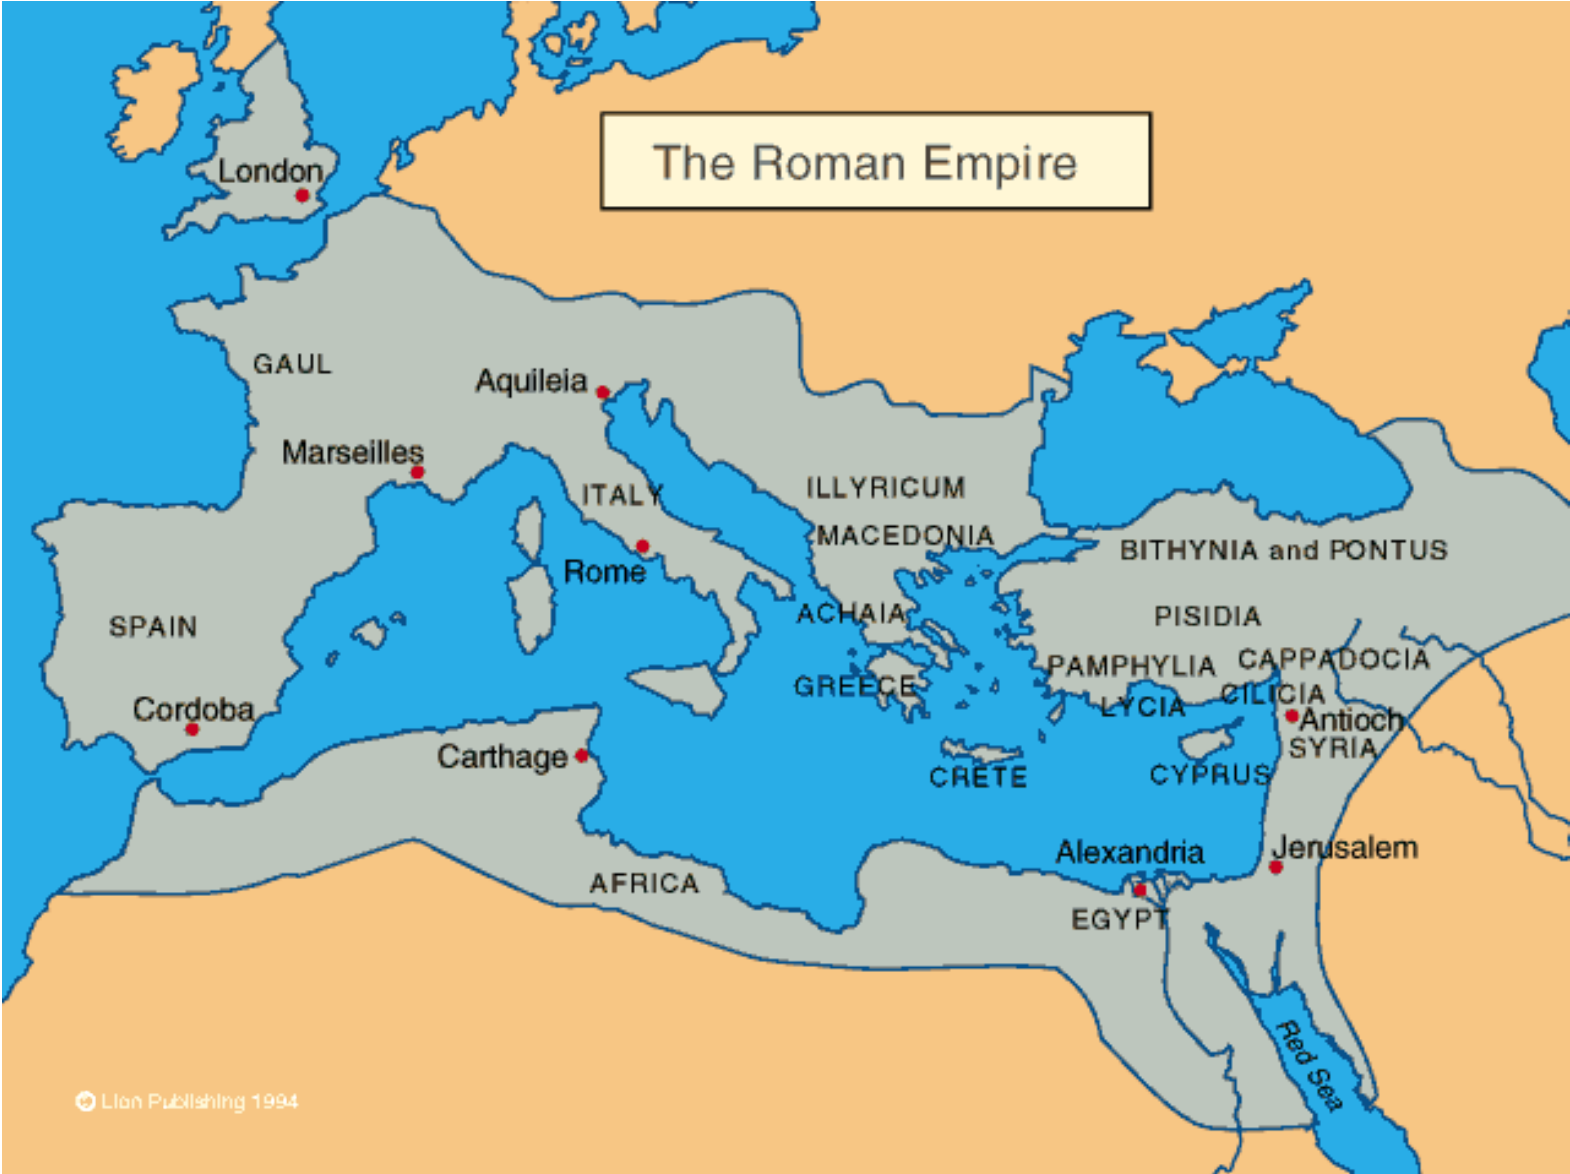 The Roman Empire
London
GAUL
Aquileia
Marseilles
ITALY
ILLYRICUM
MACEDONIA
BITHYNIA and PONTUS
Rome
SPAIN
ACHAIA
PISIDIA
PAMPHYLIA
CAPPADOCIA
GREECE
CILICIA
LYCIA
Cordoba
Antioch
SYRIA
Carthage
CRETE
CYPRUS
Alexandria
Jerusalem
AFRICA
EGYPT
Red Sea
Lion Publishing 1994